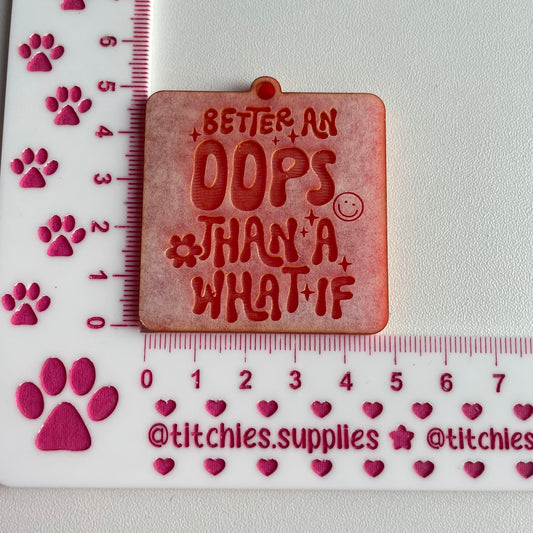 BETTER AN
OOPS
THAN A
WHAT IF
6
5
4
3
2
1
0
0 1 2 3 4 5 6 7
@titchies.supplies @titch